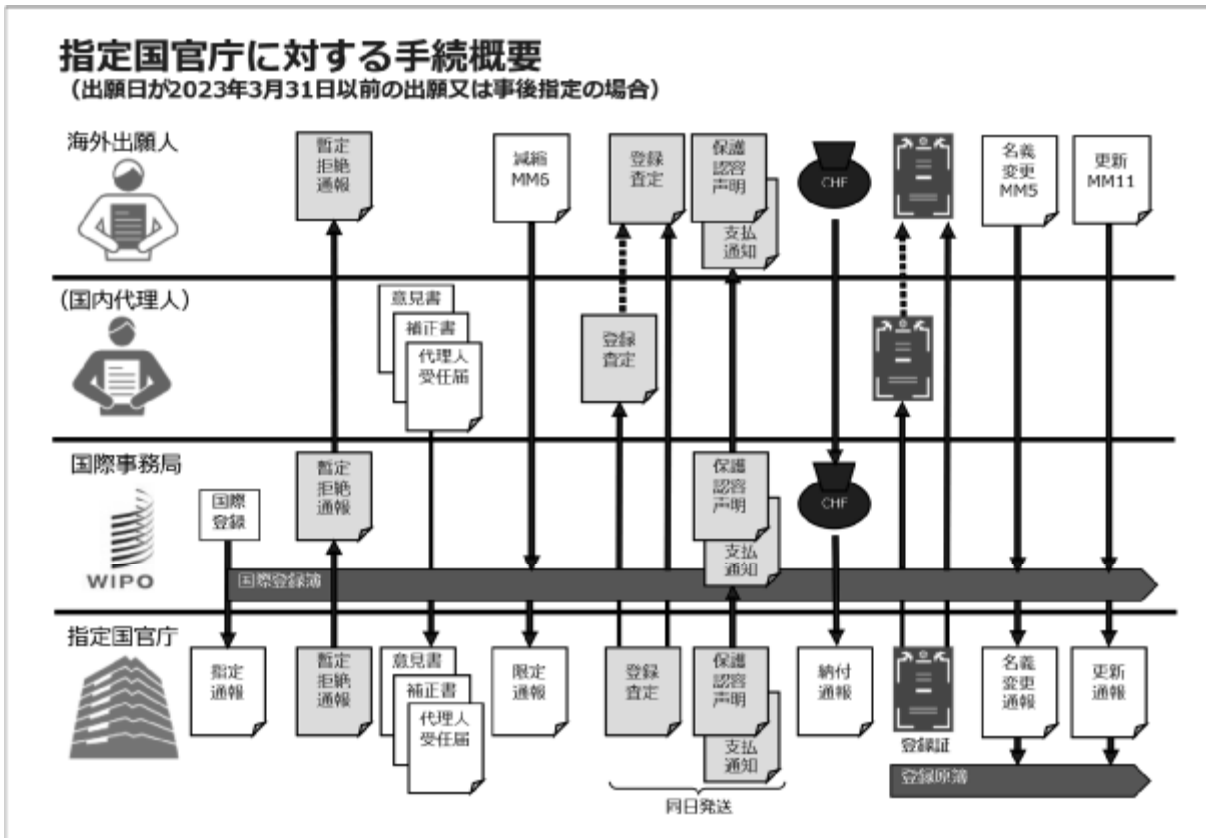 指定国官庁に対する手続概要
（出願日が2023年3月31日以前の出願又は事後指定の場合）
海外出願人
暫定
拒絶
通報
減縮
MM6
登録
査定
保護
認容
声明
支払
通知
CHF
名義
変更
MM5
更新
MM11
（国内代理人）
意見書
補正書
代理人
受任届
登録
査定
国際事務局
WIPO
国際
登録
暫定
拒絶
通報
保護
認容
声明
支払
通知
CHF
国際登録簿
指定国官庁
指定
通報
暫定
拒絶
通報
意見書
補正書
代理人
受任届
限定
通報
登録
査定
保護
認容
声明
支払
通知
納付
通報
登録証
名義
変更
通報
更新
通報
登録原簿
同日発送